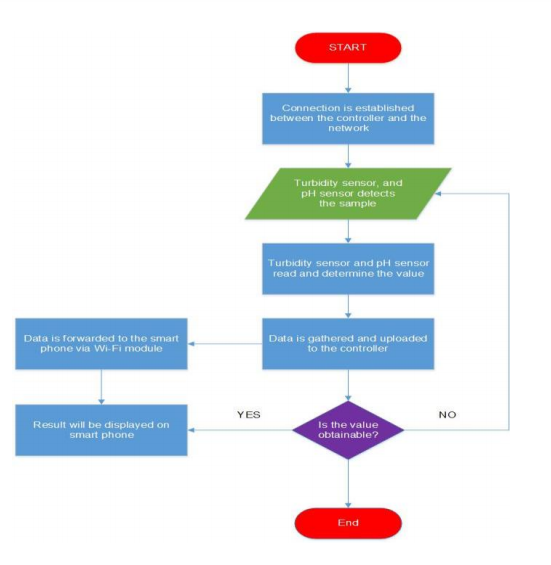 START
Connection is established
between the controller and the
network
Turbidity sensor, and
pH sensor detects
the sample
Turbidity sensor and pH sensor
read and determine the value
Data is forwarded to the smart
phone via Wi-Fi module
Data is gathered and uploaded
to the controller
Result will be displayed on
smart phone
YES
Is the value
obtainable?
NO
End